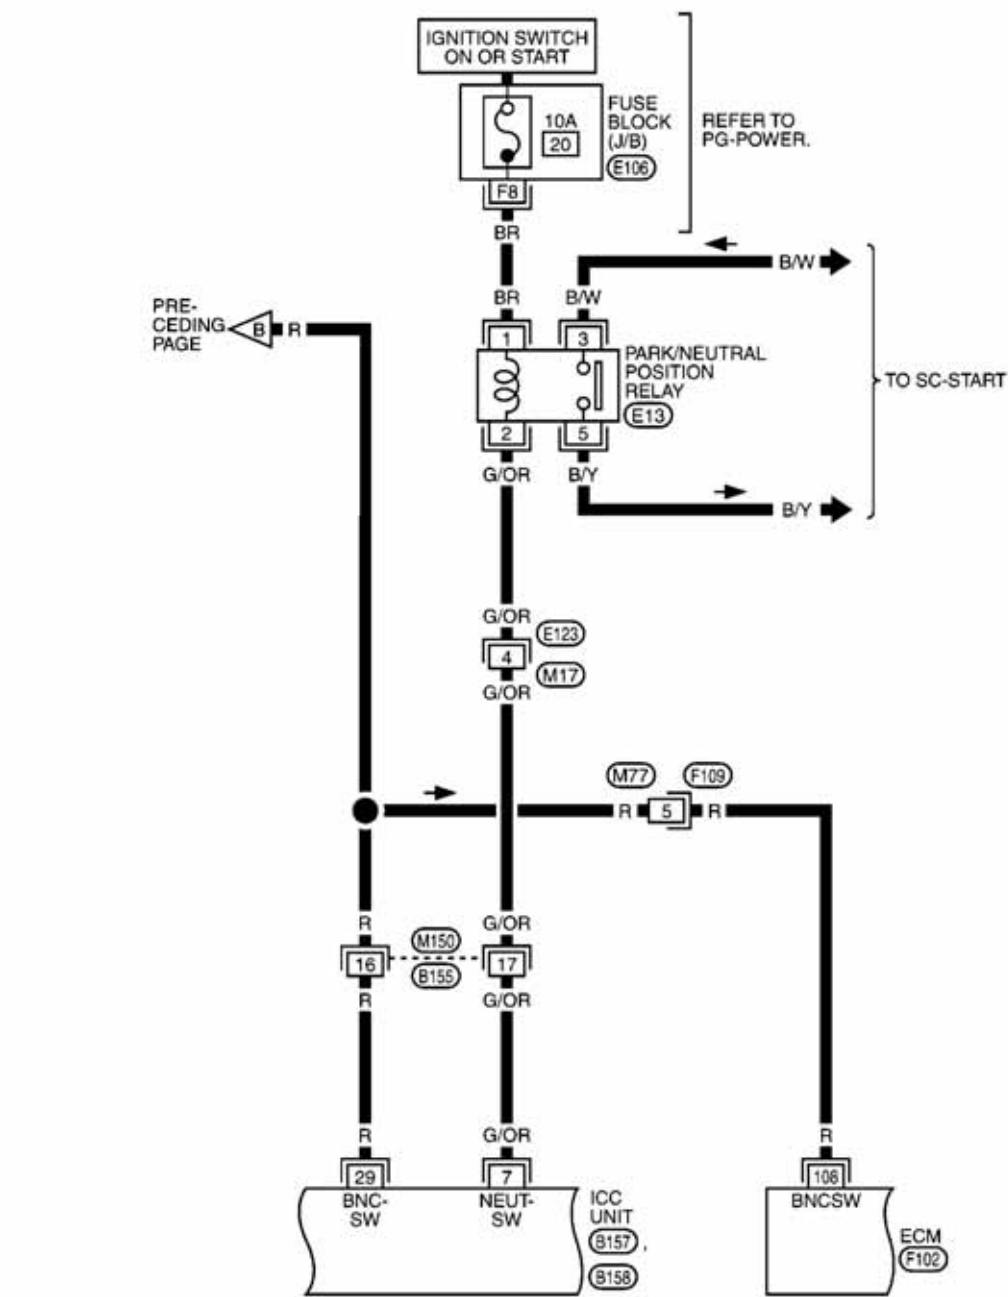 IGNITION SWITCH
ON OR START
10A
20
FUSE
BLOCK
(J/B)
E106
REFER TO
PG-POWER.
F8
BR
B/W
BR
B/W
PRE-
CEDING
PAGE
B
R
1
3
PARK/NEUTRAL
POSITION
RELAY
E13
TO SC-START
2
5
G/OR
B/Y
B/Y
G/OR
E123
4
M17
G/OR
M77
F109
R
5
R
R
G/OR
M150
16
17
B155
R
G/OR
R
G/OR
R
29
7
108
BNC-
SW
NEUT-
SW
ICC
UNIT
B157 ,
B158
BNCSW
ECM
F102